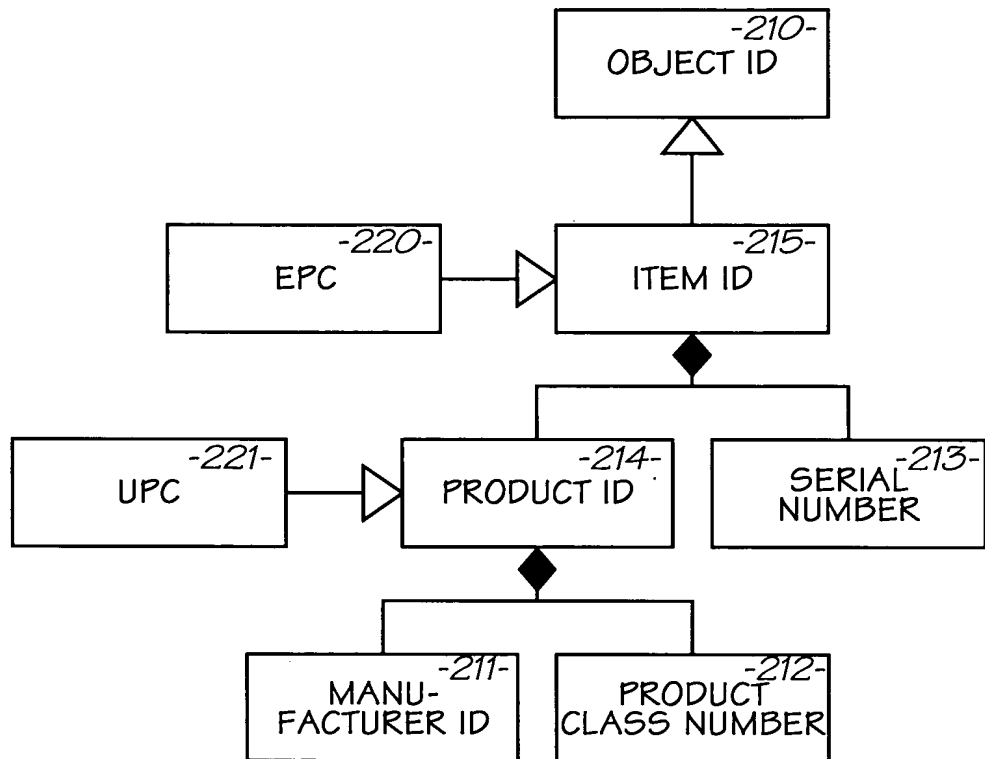 -210-
OBJECT ID
-220-
EPC
-215-
ITEM ID
-221-
UPC
-214-
PRODUCT ID
-213-
SERIAL
NUMBER
-211-
MANU-
FACTURER ID
-212-
PRODUCT
CLASS NUMBER